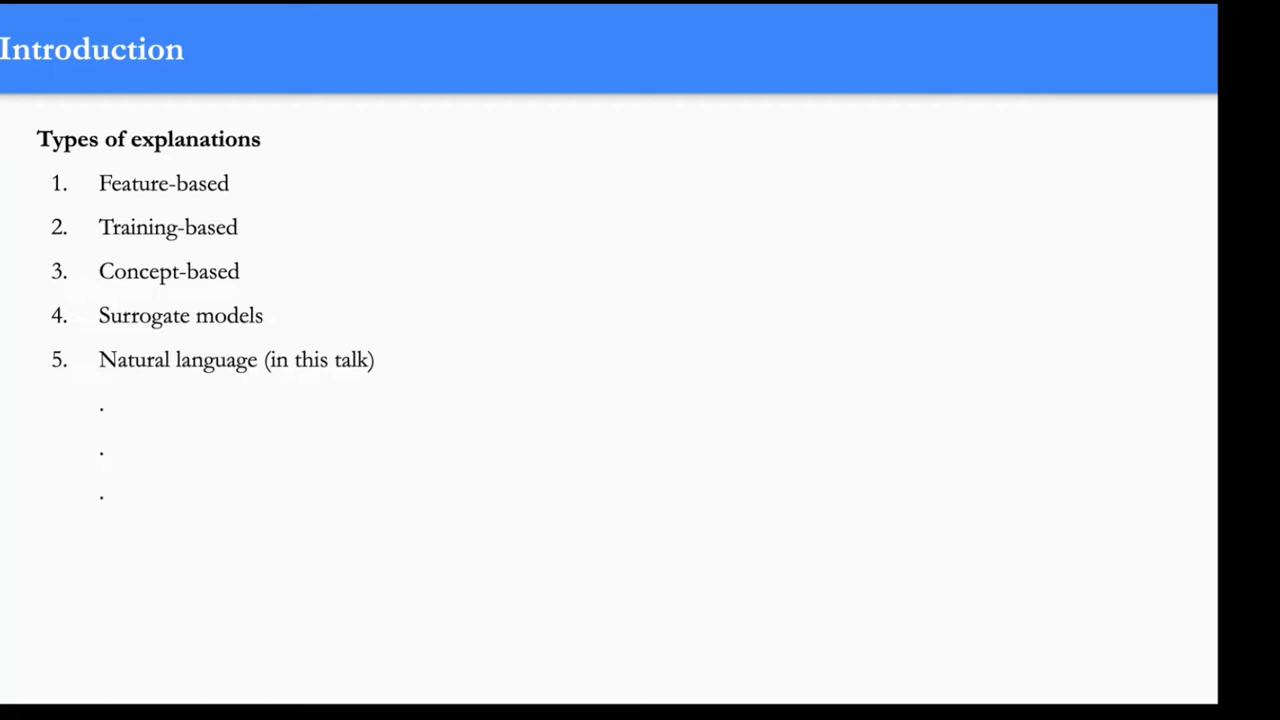 Introduction
Types of explanations
1. Feature-based
2. Training-based
3. Concept-based
4. Surrogate models
5. Natural language (in this talk)
.
.
.